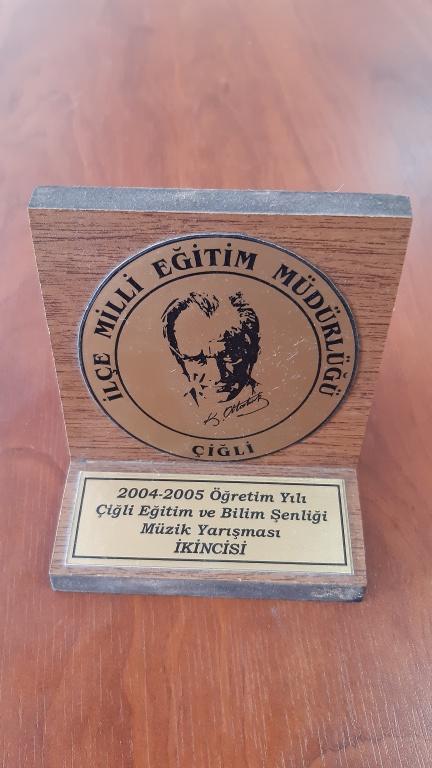 İLÇE MİLLİ EĞİTİM MÜDÜRLÜĞÜ
K. Atatürk
ÇİĞLİ
2004-2005 Öğretim Yılı
Çiğli Eğitim ve Bilim Şenliği
Müzik Yarışması
İKİNCİSİ